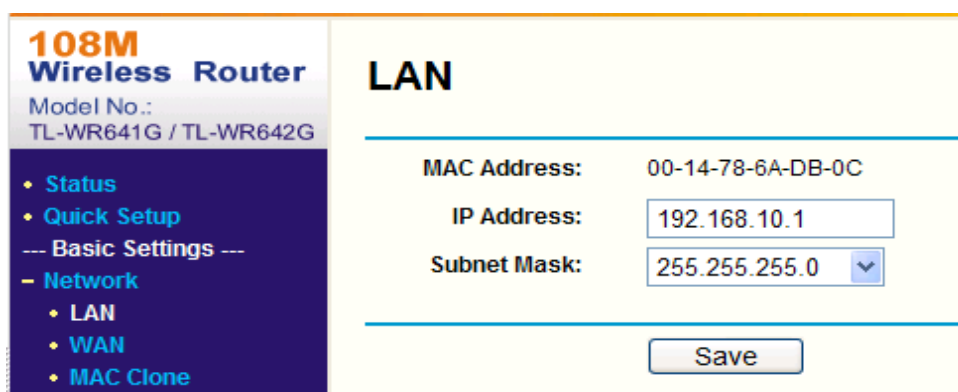 108M
Wireless Router
Model No.:
TL-WR641G / TL-WR642G
• Status
• Quick Setup
--- Basic Settings ---
– Network
• LAN
• WAN
• MAC Clone
LAN
MAC Address: 00-14-78-6A-DB-0C
IP Address: 192.168.10.1
Subnet Mask: 255.255.255.0
Save